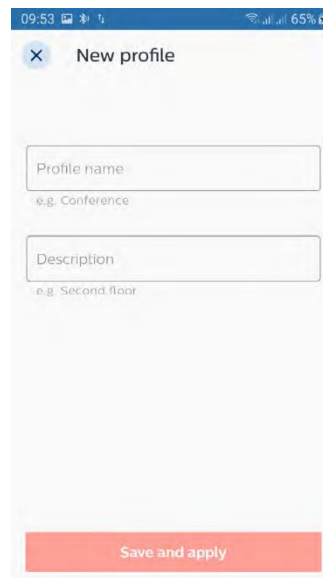 09:53 65%
New profile
Profile name
e.g. Conference
Description
e.g. Second floor
Save and apply